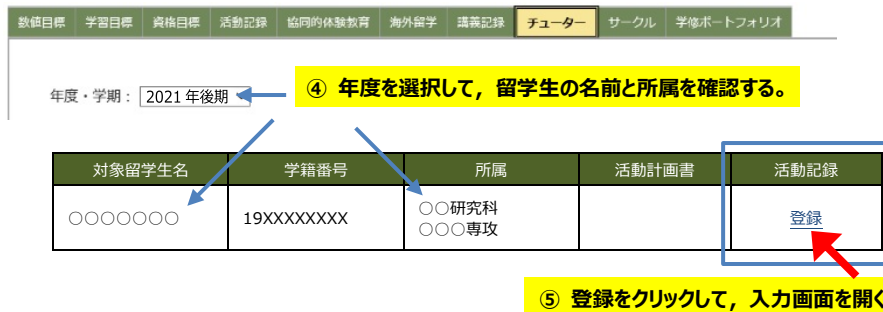 数値目標 学習目標 資格目標 活動記録 協同的体験教育 海外留学 講義記録 チューター サークル 学修ポートフォリオ
④ 年度を選択して，留学生の名前と所属を確認する。
年度・学期： 2021 年後期
対象留学生名 学籍番号 所属 活動計画書 活動記録
○○○○○○○ 19XXXXXXXX ○○研究科 登録
○○○専攻
⑤ 登録をクリックして，入力画面を開く